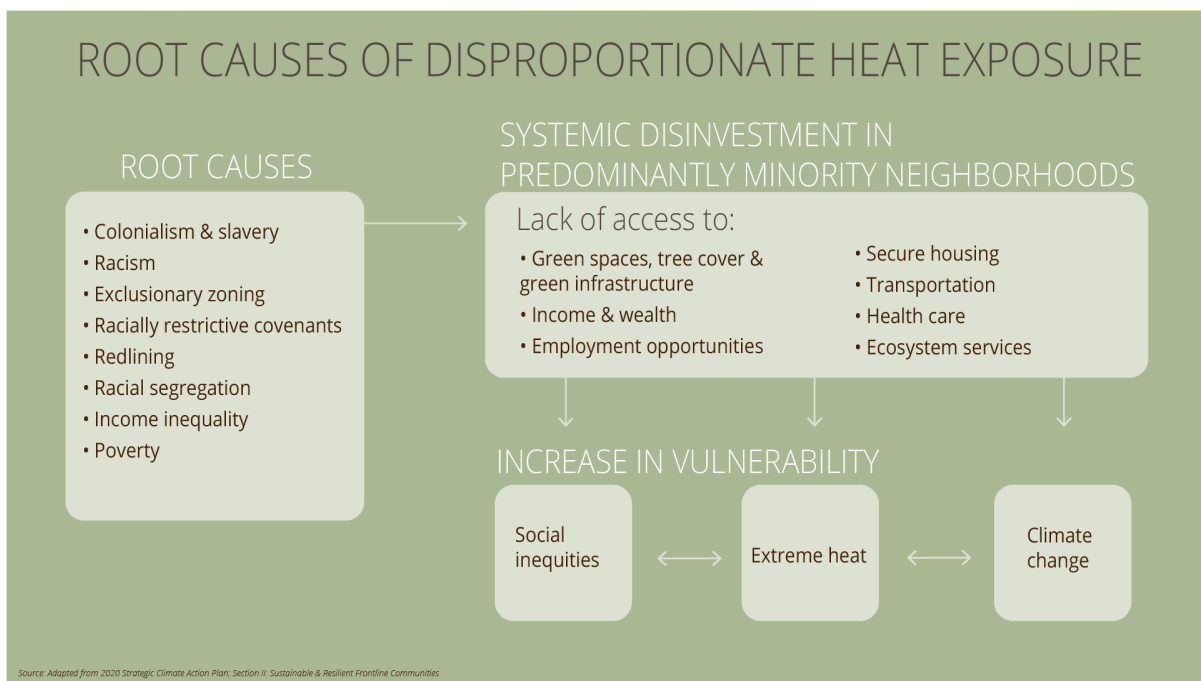 ROOT CAUSES OF DISPROPORTIONATE HEAT EXPOSURE
ROOT CAUSES
• Colonialism & slavery
• Racism
• Exclusionary zoning
• Racially restrictive covenants
• Redlining
• Racial segregation
• Income inequality
• Poverty
SYSTEMIC DISINVESTMENT IN
PREDOMINANTLY MINORITY NEIGHBORHOODS
Lack of access to:
• Green spaces, tree cover &
green infrastructure
• Income & wealth
• Employment opportunities
• Secure housing
• Transportation
• Health care
• Ecosystem services
INCREASE IN VULNERABILITY
Social
inequities
Extreme heat
Climate
change
Source: Adapted from 2020 Strategic Climate Action Plan; Section II: Sustainable & Resilient Frontline Communities